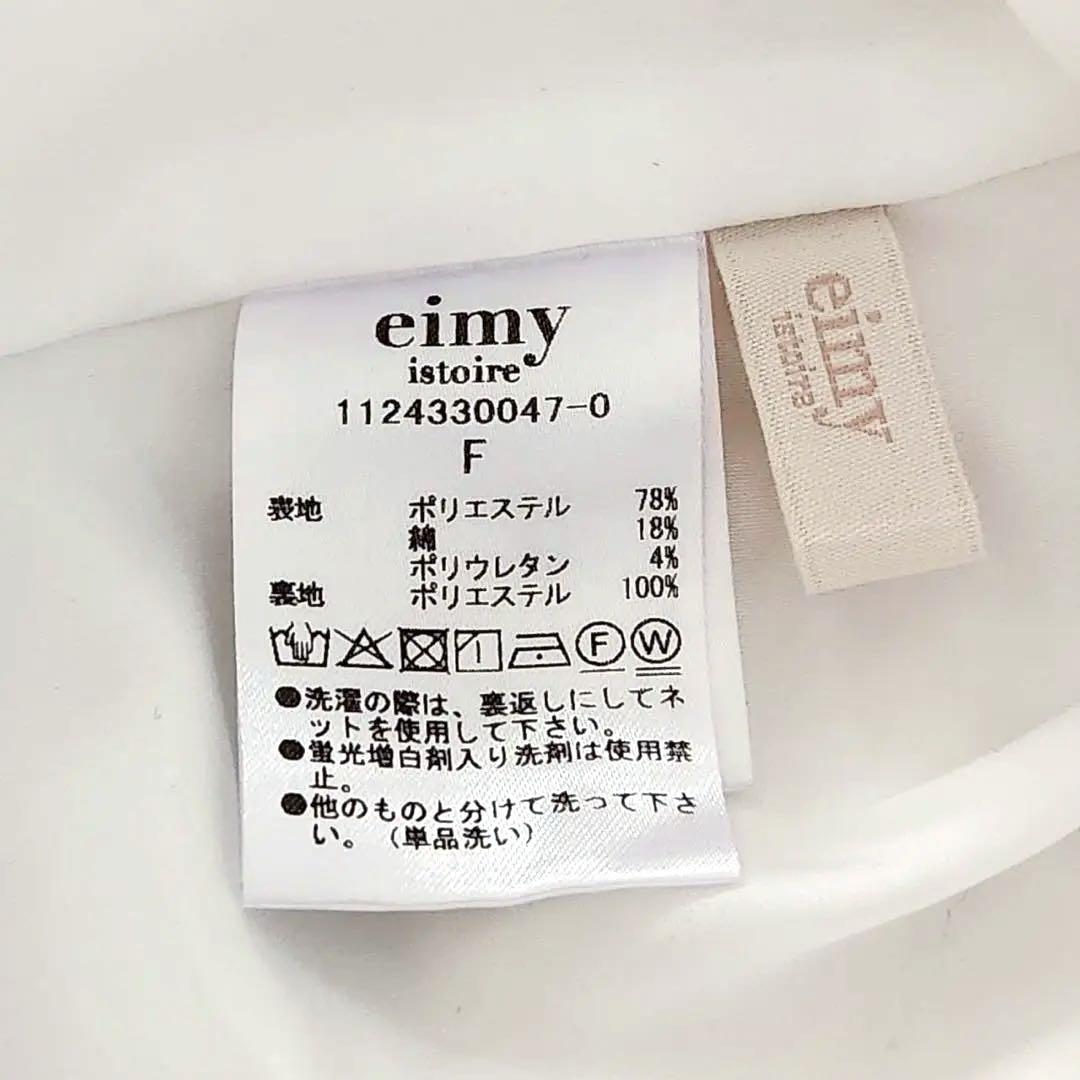 eimy
istoire
1124330047-0
F
表地 ポリエステル 78%
綿 18%
ポリウレタン 4%
裏地 ポリエステル 100%
F W
●洗濯の際は、裏返しにしてネ
ットを使用して下さい。
●蛍光増白剤入り洗剤は使用禁
止。
●他のものと分けて洗って下さ
い。（単品洗い）
eimy
istoire